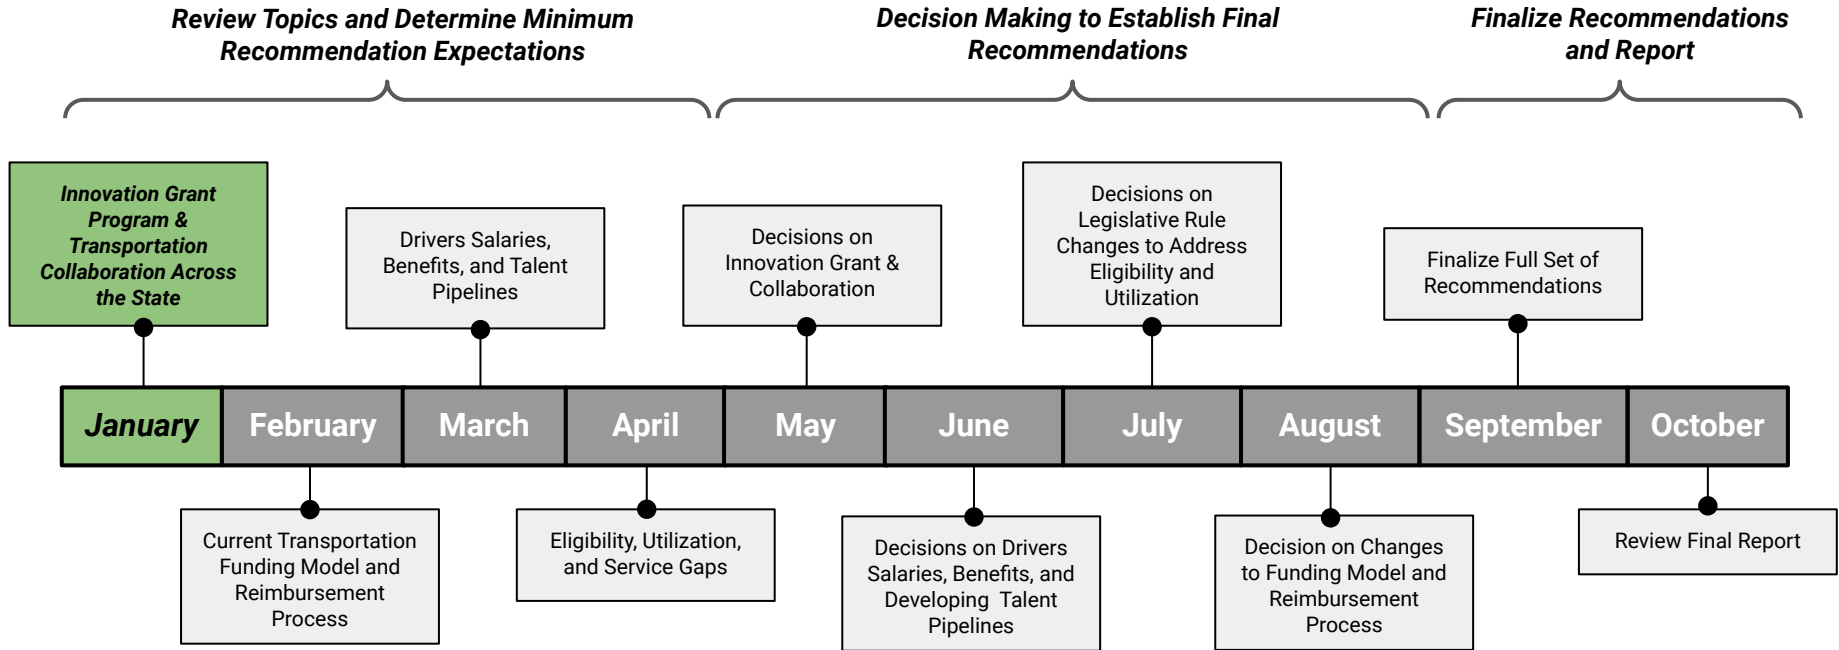 Review Topics and Determine Minimum
Recommendation Expectations
Decision Making to Establish Final
Recommendations
Finalize Recommendations
and Report
Innovation Grant
Program &
Transportation
Collaboration Across
the State
Drivers Salaries,
Benefits, and Talent
Pipelines
Decisions on
Innovation Grant &
Collaboration
Decisions on
Legislative Rule
Changes to Address
Eligibility and
Utilization
Finalize Full Set of
Recommendations
January
February
March
April
May
June
July
August
September
October
Current Transportation
Funding Model and
Reimbursement
Process
Eligibility, Utilization,
and Service Gaps
Decisions on Drivers
Salaries, Benefits, and
Developing  Talent
Pipelines
Decision on Changes
to Funding Model and
Reimbursement
Process
Review Final Report